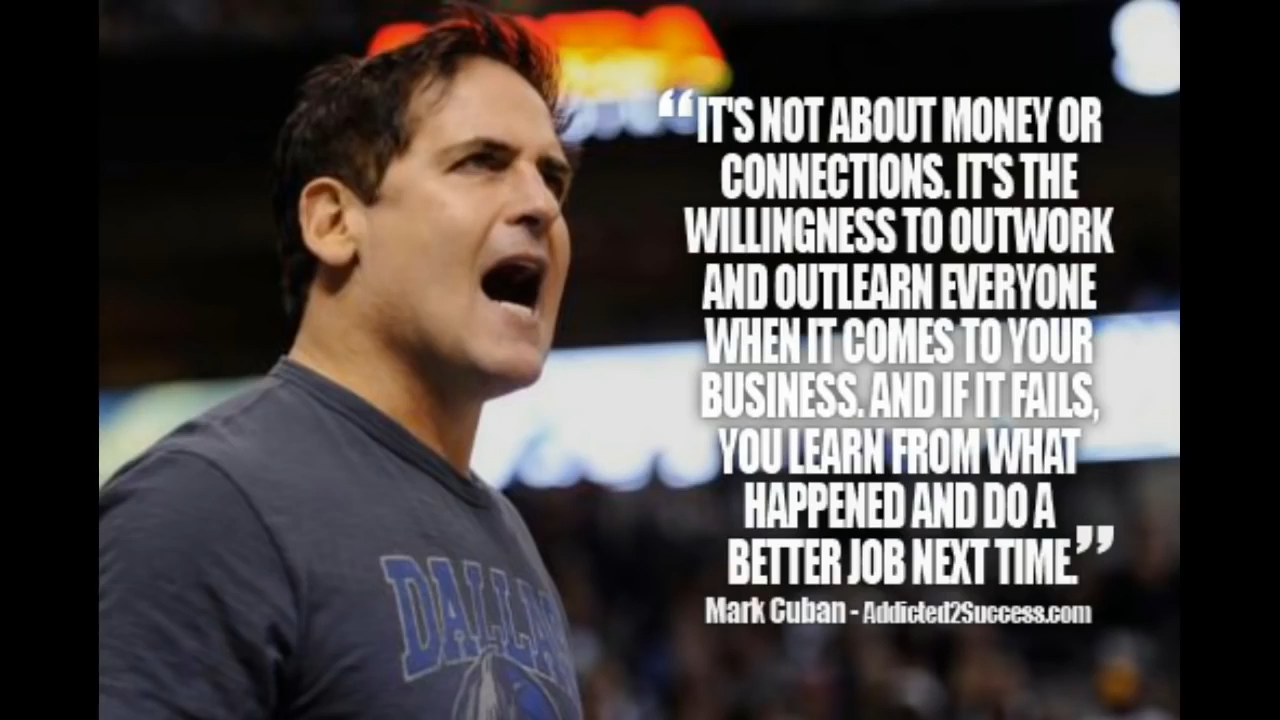 “IT'S NOT ABOUT MONEY OR
CONNECTIONS. IT'S THE
WILLINGNESS TO OUTWORK
AND OUTLEARN EVERYONE
WHEN IT COMES TO YOUR
BUSINESS. AND IF IT FAILS,
YOU LEARN FROM WHAT
HAPPENED AND DO A
BETTER JOB NEXT TIME.”
Mark Cuban - Addicted2Success.com
DALLAS